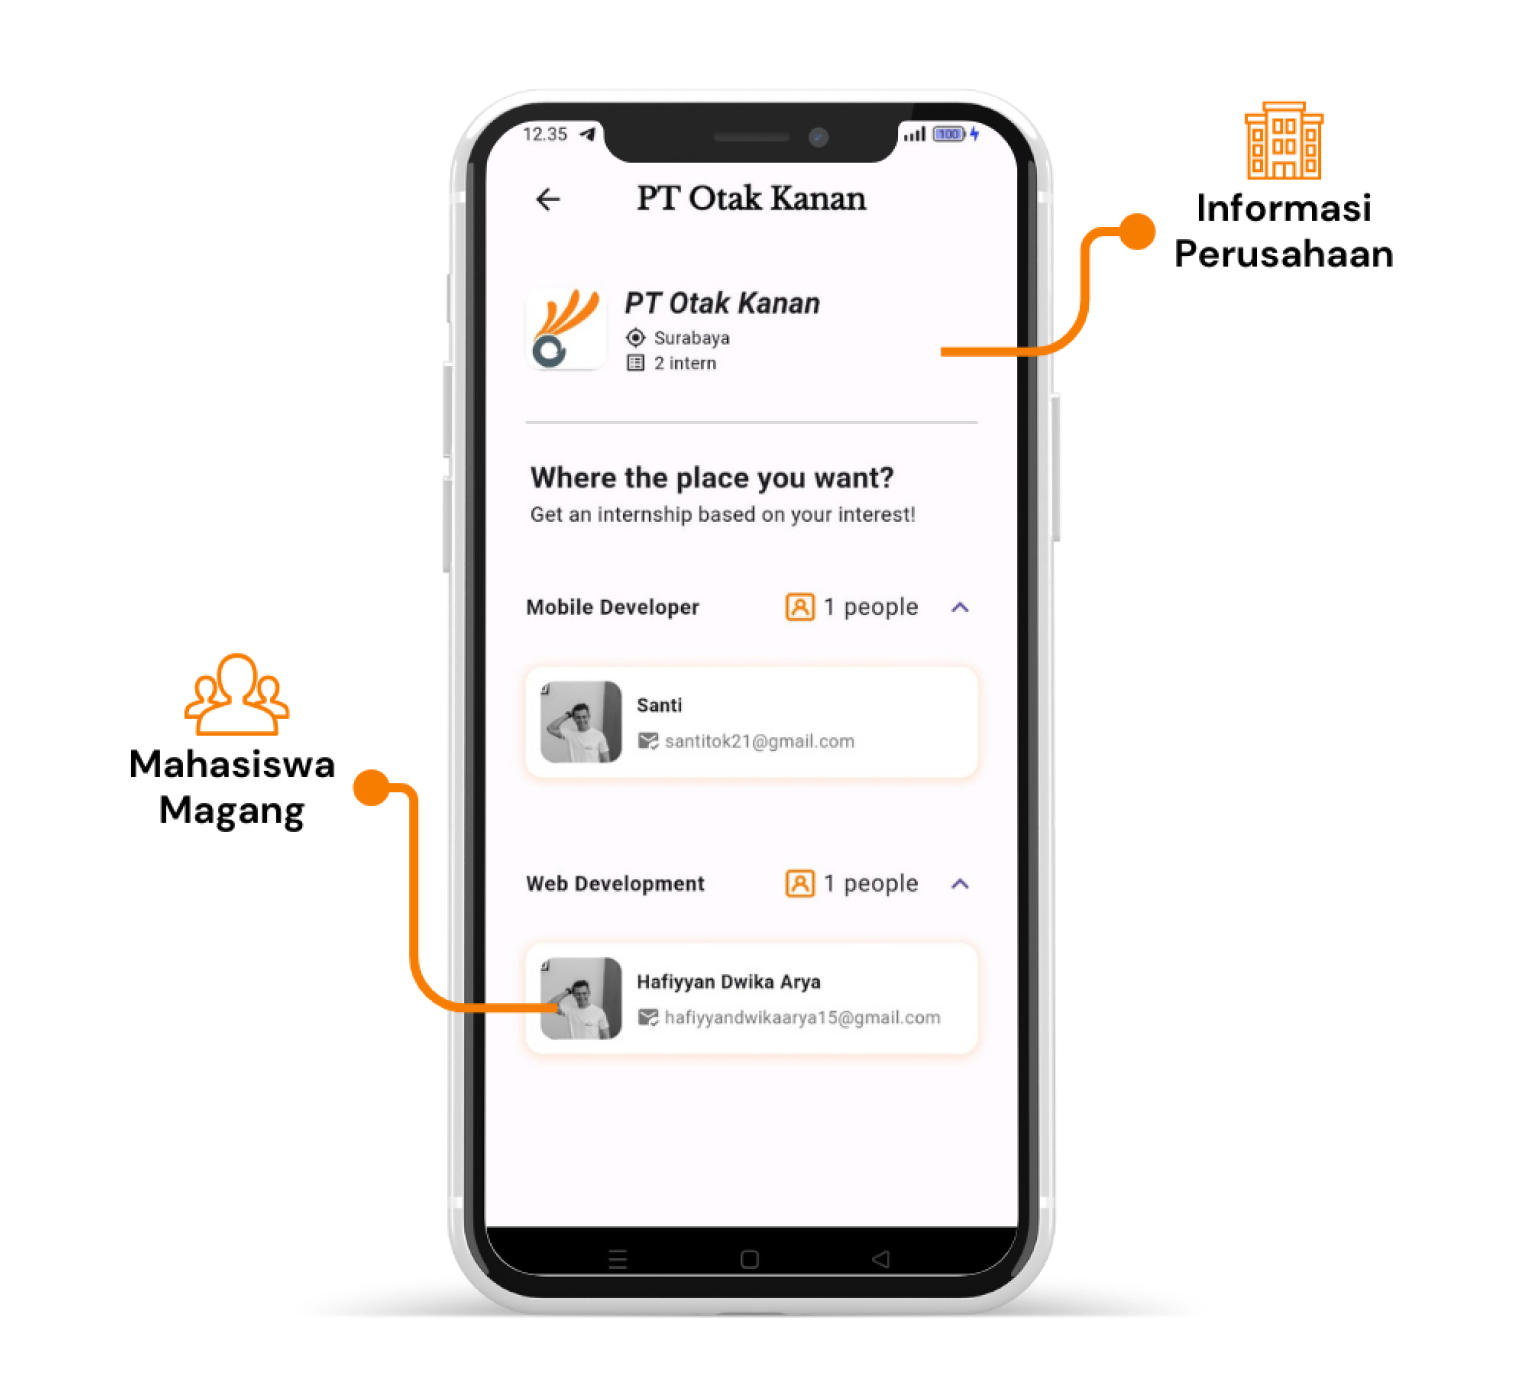 12.35
100
PT Otak Kanan
Informasi
Perusahaan
PT Otak Kanan
Surabaya
2 intern
Where the place you want?
Get an internship based on your interest!
Mobile Developer 1 people
Santi
santitok21@gmail.com
Mahasiswa
Magang
Web Development 1 people
Hafiyyan Dwika Arya
hafiyyandwikaarya15@gmail.com